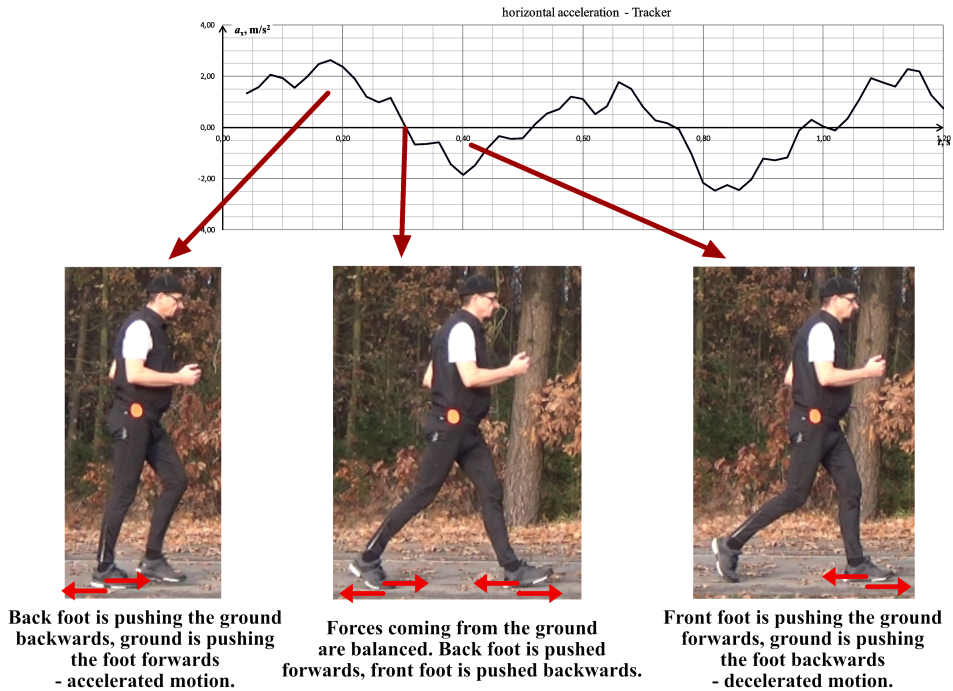 horizontal acceleration - Tracker
4,00
aₓ, m/s²
2,00
0,00
0,00
0,20
0,40
0,60
0,80
1,00
1,20
t, s
-2,00
4,00
Back foot is pushing the ground
backwards, ground is pushing
the foot forwards
- accelerated motion.
Forces coming from the ground
are balanced. Back foot is pushed
forwards, front foot is pushed backwards.
Front foot is pushing the ground
forwards, ground is pushing
the foot backwards
- decelerated motion.